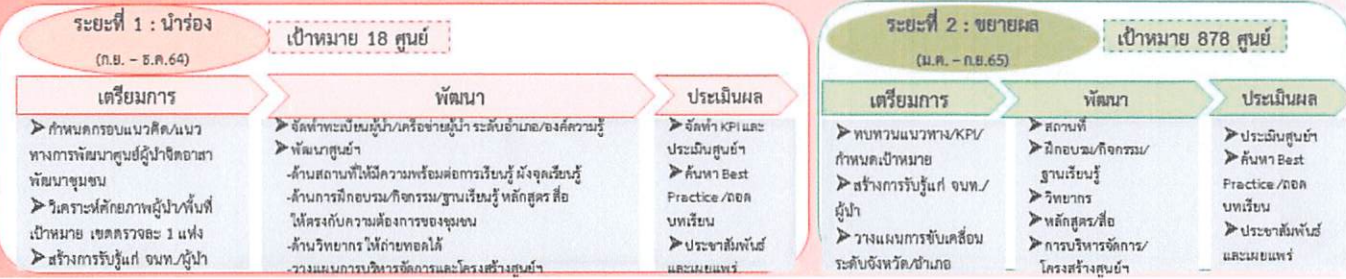 ระยะที่ 1 : นำร่อง
(ก.ย. – ธ.ค.64)
เป้าหมาย 18 ศูนย์
เตรียมการ
➤ กำหนดกรอบแนวคิด/แนว
ทางการพัฒนาศูนย์ผู้นำจิตอาสา
พัฒนาชุมชน
➤ วิเคราะห์ศักยภาพผู้นำ/พื้นที่
เป้าหมาย เขตตรวจละ 1 แห่ง
➤ สร้างการรับรู้แก่ จนท./ผู้นำ
พัฒนา
➤ จัดทำทะเบียนผู้นำ/เครือข่ายผู้นำ ระดับอำเภอ/องค์ความรู้
➤ พัฒนาศูนย์ฯ
-ด้านสถานที่ให้มีความพร้อมต่อการเรียนรู้ ผังจุดเรียนรู้
-ด้านการฝึกอบรม/กิจกรรม/ฐานเรียนรู้ หลักสูตร สื่อ
ให้ตรงกับความต้องการของชุมชน
-ด้านวิทยากร ให้ถ่ายทอดได้
-วางแผนการบริหารจัดการและโครงสร้างศูนย์ฯ
ประเมินผล
➤ จัดทำ KPI และ
ประเมินศูนย์ฯ
➤ ค้นหา Best
Practice /ถอด
บทเรียน
➤ ประชาสัมพันธ์
และเผยแพร่
ระยะที่ 2 : ขยายผล
(ม.ค. – ก.ย.65)
เป้าหมาย 878 ศูนย์
เตรียมการ
➤ ทบทวนแนวทาง/KPI/
กำหนดเป้าหมาย
➤ สร้างการรับรู้แก่ จนท./
ผู้นำ
➤ วางแผนการขับเคลื่อน
ระดับจังหวัด/อำเภอ
พัฒนา
➤ สถานที่
➤ ฝึกอบรม/กิจกรรม/
ฐานเรียนรู้
➤ วิทยากร
➤ หลักสูตร/สื่อ
➤ การบริหารจัดการ/
โครงสร้างศูนย์ฯ
ประเมินผล
➤ ประเมินศูนย์ฯ
➤ ค้นหา Best
Practice /ถอด
บทเรียน
➤ ประชาสัมพันธ์
และเผยแพร่